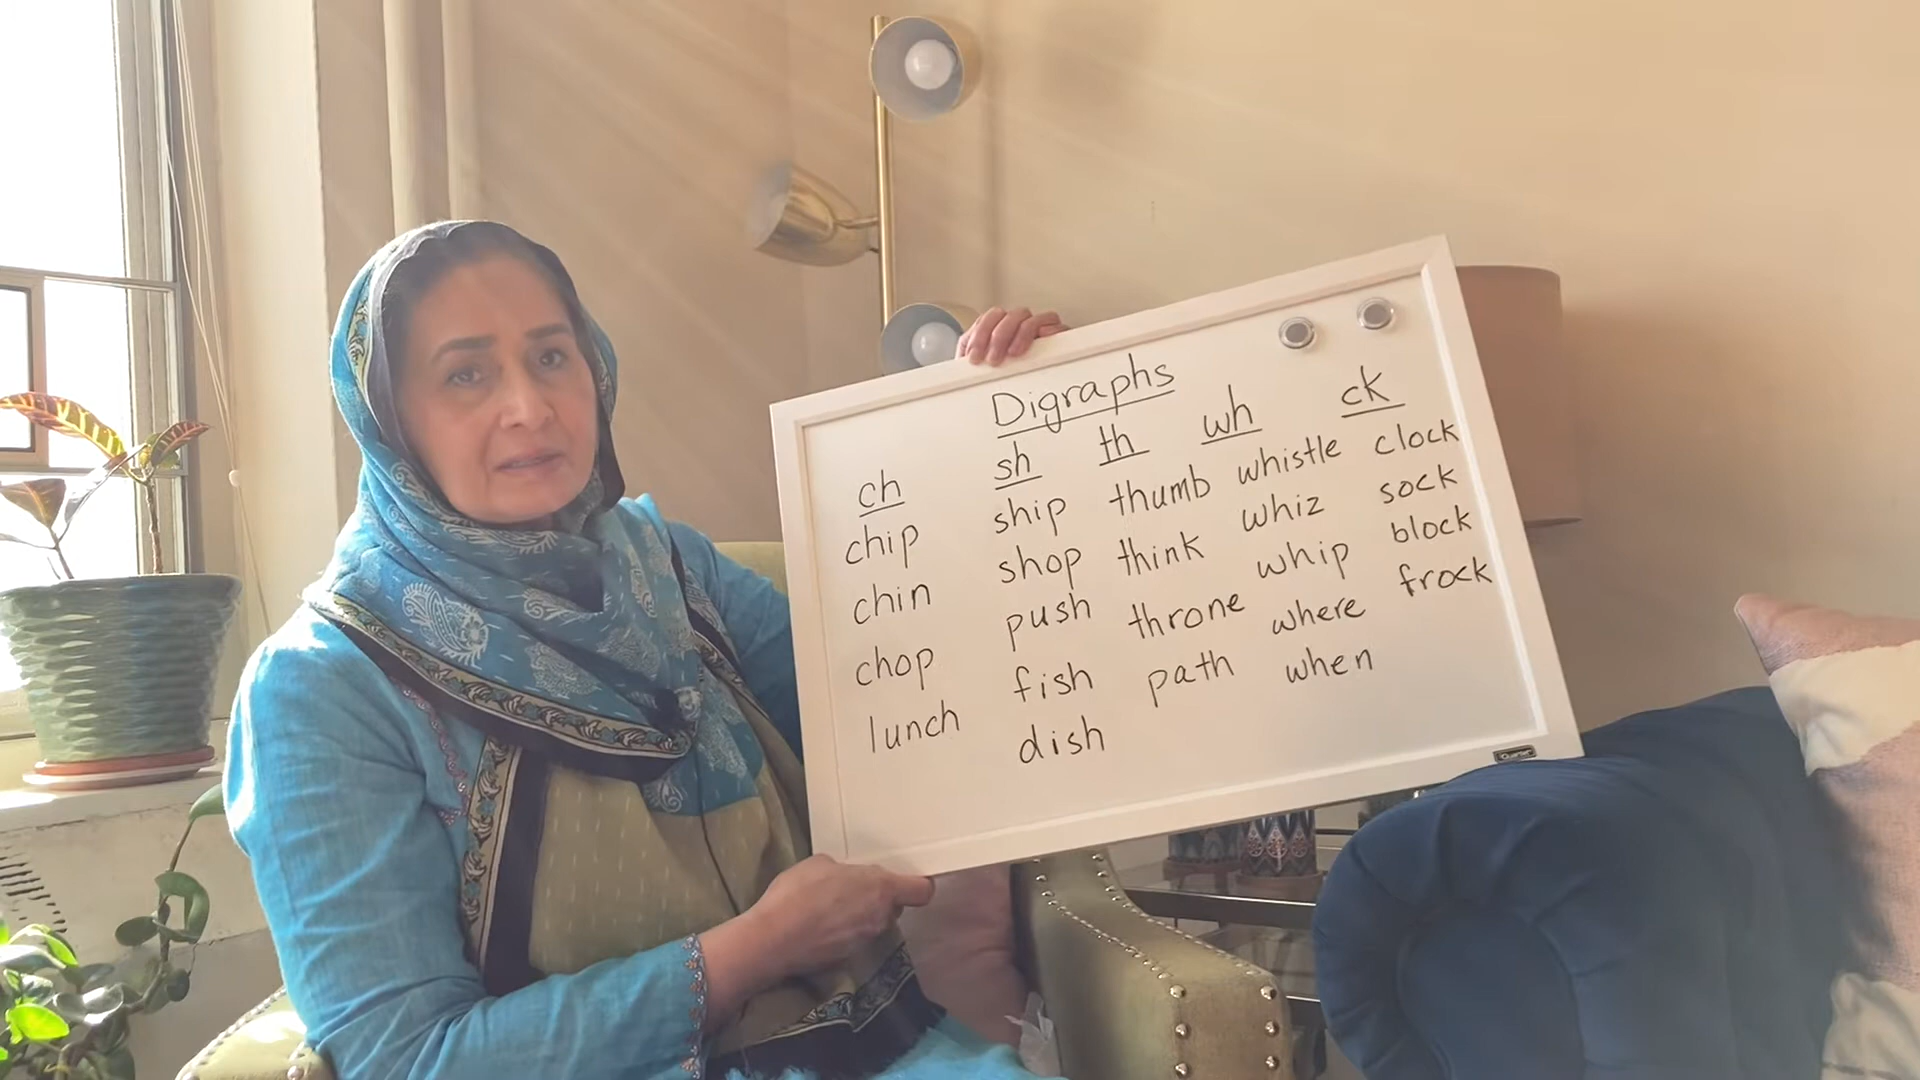 Digraphs
ch sh th wh ck
chip ship thumb whistle clock
chin shop think whiz sock
chop push throne whip block
lunch fish path where frock
dish when
Quartet